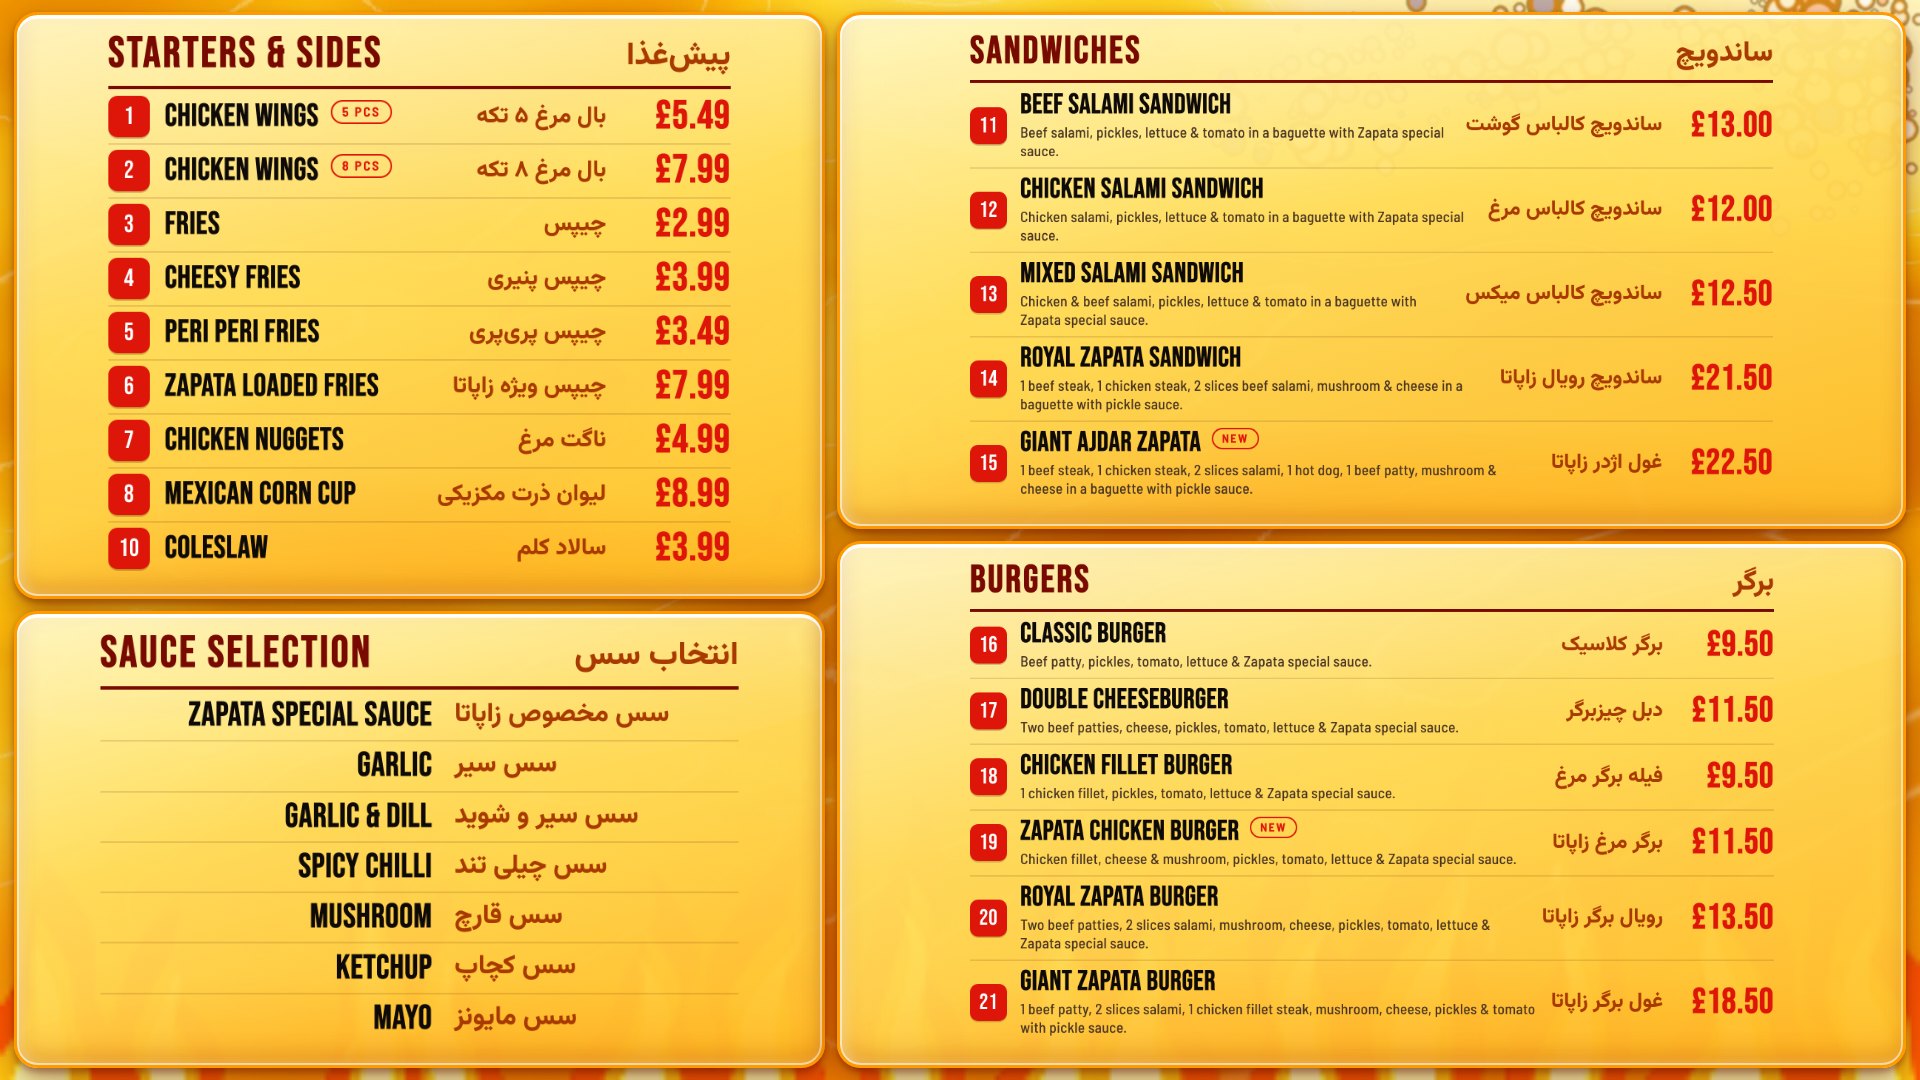 STARTERS & SIDES پیش‌غذا
1 CHICKEN WINGS 5 PCS بال مرغ ۵ تکه £5.49
2 CHICKEN WINGS 8 PCS بال مرغ ۸ تکه £7.99
3 FRIES چیپس £2.99
4 CHEESY FRIES چیپس پنیری £3.99
5 PERI PERI FRIES چیپس پری‌پری £3.49
6 ZAPATA LOADED FRIES چیپس ویژه زاپاتا £7.99
7 CHICKEN NUGGETS ناگت مرغ £4.99
8 MEXICAN CORN CUP لیوان ذرت مکزیکی £8.99
10 COLESLAW سالاد کلم £3.99
SAUCE SELECTION انتخاب سس
ZAPATA SPECIAL SAUCE سس مخصوص زاپاتا
GARLIC سس سیر
GARLIC & DILL سس سیر و شوید
SPICY CHILLI سس چیلی تند
MUSHROOM سس قارچ
KETCHUP سس کچاپ
MAYO سس مایونز
SANDWICHES ساندویچ
11 BEEF SALAMI SANDWICH ساندویچ کالباس گوشت £13.00
Beef salami, pickles, lettuce & tomato in a baguette with Zapata special
sauce.
12 CHICKEN SALAMI SANDWICH ساندویچ کالباس مرغ £12.00
Chicken salami, pickles, lettuce & tomato in a baguette with Zapata special
sauce.
13 MIXED SALAMI SANDWICH ساندویچ کالباس میکس £12.50
Chicken & beef salami, pickles, lettuce & tomato in a baguette with
Zapata special sauce.
14 ROYAL ZAPATA SANDWICH ساندویچ رویال زاپاتا £21.50
1 beef steak, 1 chicken steak, 2 slices beef salami, mushroom & cheese in a
baguette with pickle sauce.
15 GIANT AJDAR ZAPATA NEW غول اژدر زاپاتا £22.50
1 beef steak, 1 chicken steak, 2 slices salami, 1 hot dog, 1 beef patty, mushroom &
cheese in a baguette with pickle sauce.
BURGERS برگر
16 CLASSIC BURGER برگر کلاسیک £9.50
Beef patty, pickles, tomato, lettuce & Zapata special sauce.
17 DOUBLE CHEESEBURGER دبل چیزبرگر £11.50
Two beef patties, cheese, pickles, tomato, lettuce & Zapata special sauce.
18 CHICKEN FILLET BURGER فیله برگر مرغ £9.50
1 chicken fillet, pickles, tomato, lettuce & Zapata special sauce.
19 ZAPATA CHICKEN BURGER NEW برگر مرغ زاپاتا £11.50
Chicken fillet, cheese & mushroom, pickles, tomato, lettuce & Zapata special sauce.
20 ROYAL ZAPATA BURGER رویال برگر زاپاتا £13.50
Two beef patties, 2 slices salami, mushroom, cheese, pickles, tomato, lettuce &
Zapata special sauce.
21 GIANT ZAPATA BURGER غول برگر زاپاتا £18.50
1 beef patty, 2 slices salami, 1 chicken fillet steak, mushroom, cheese, pickles & tomato
with pickle sauce.